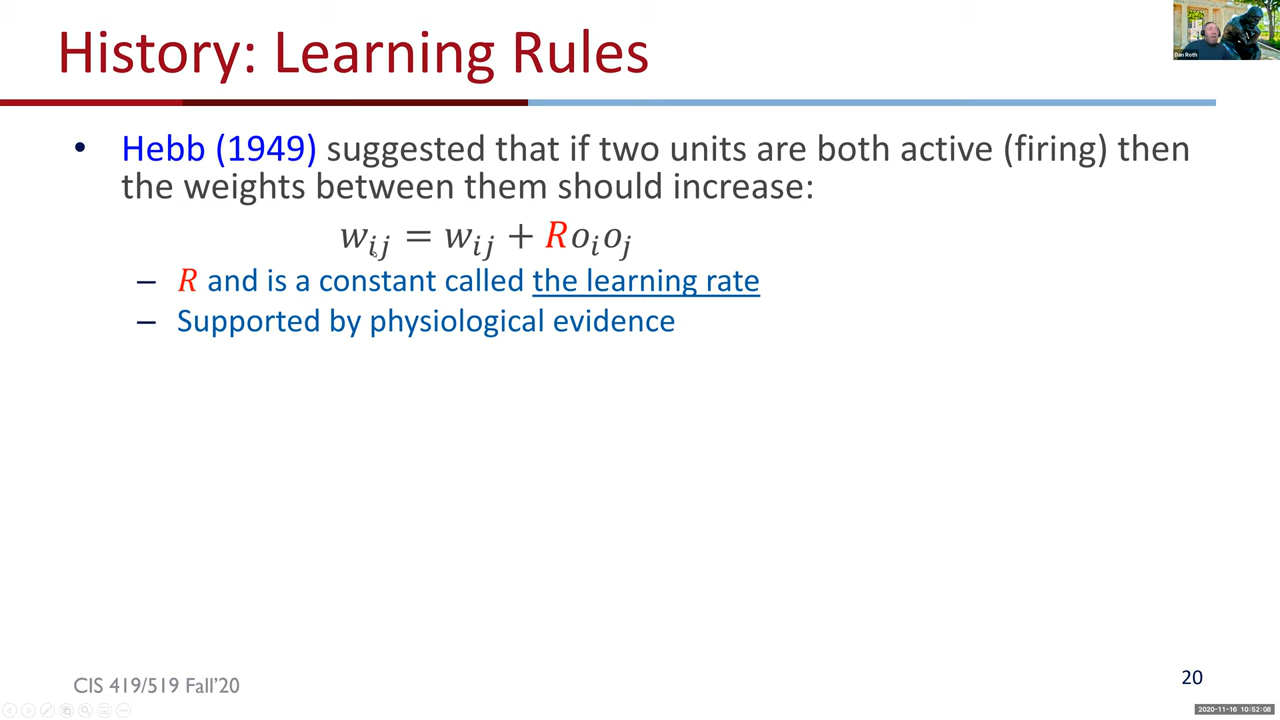 History: Learning Rules
Dan Roth
• Hebb (1949) suggested that if two units are both active (firing) then
the weights between them should increase:
𝑤ᵢⱼ = 𝑤ᵢⱼ + 𝑅𝑜ᵢ𝑜ⱼ
– 𝑅 and is a constant called the learning rate
– Supported by physiological evidence
CIS 419/519 Fall’20
20
2020-11-16 10:52:08